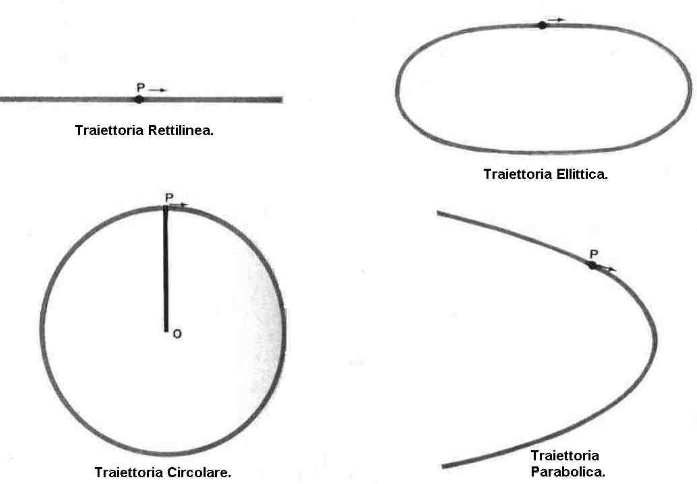 P
Traiettoria Rettilinea.
Traiettoria Ellittica.
P
O
Traiettoria Circolare.
P
Traiettoria
Parabolica.